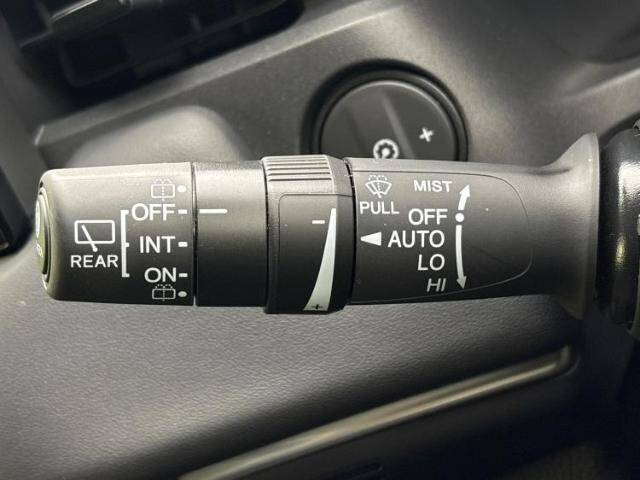 OFF
INT
ON
REAR
− +
PULL
MIST
OFF
AUTO
LO
HI
− +